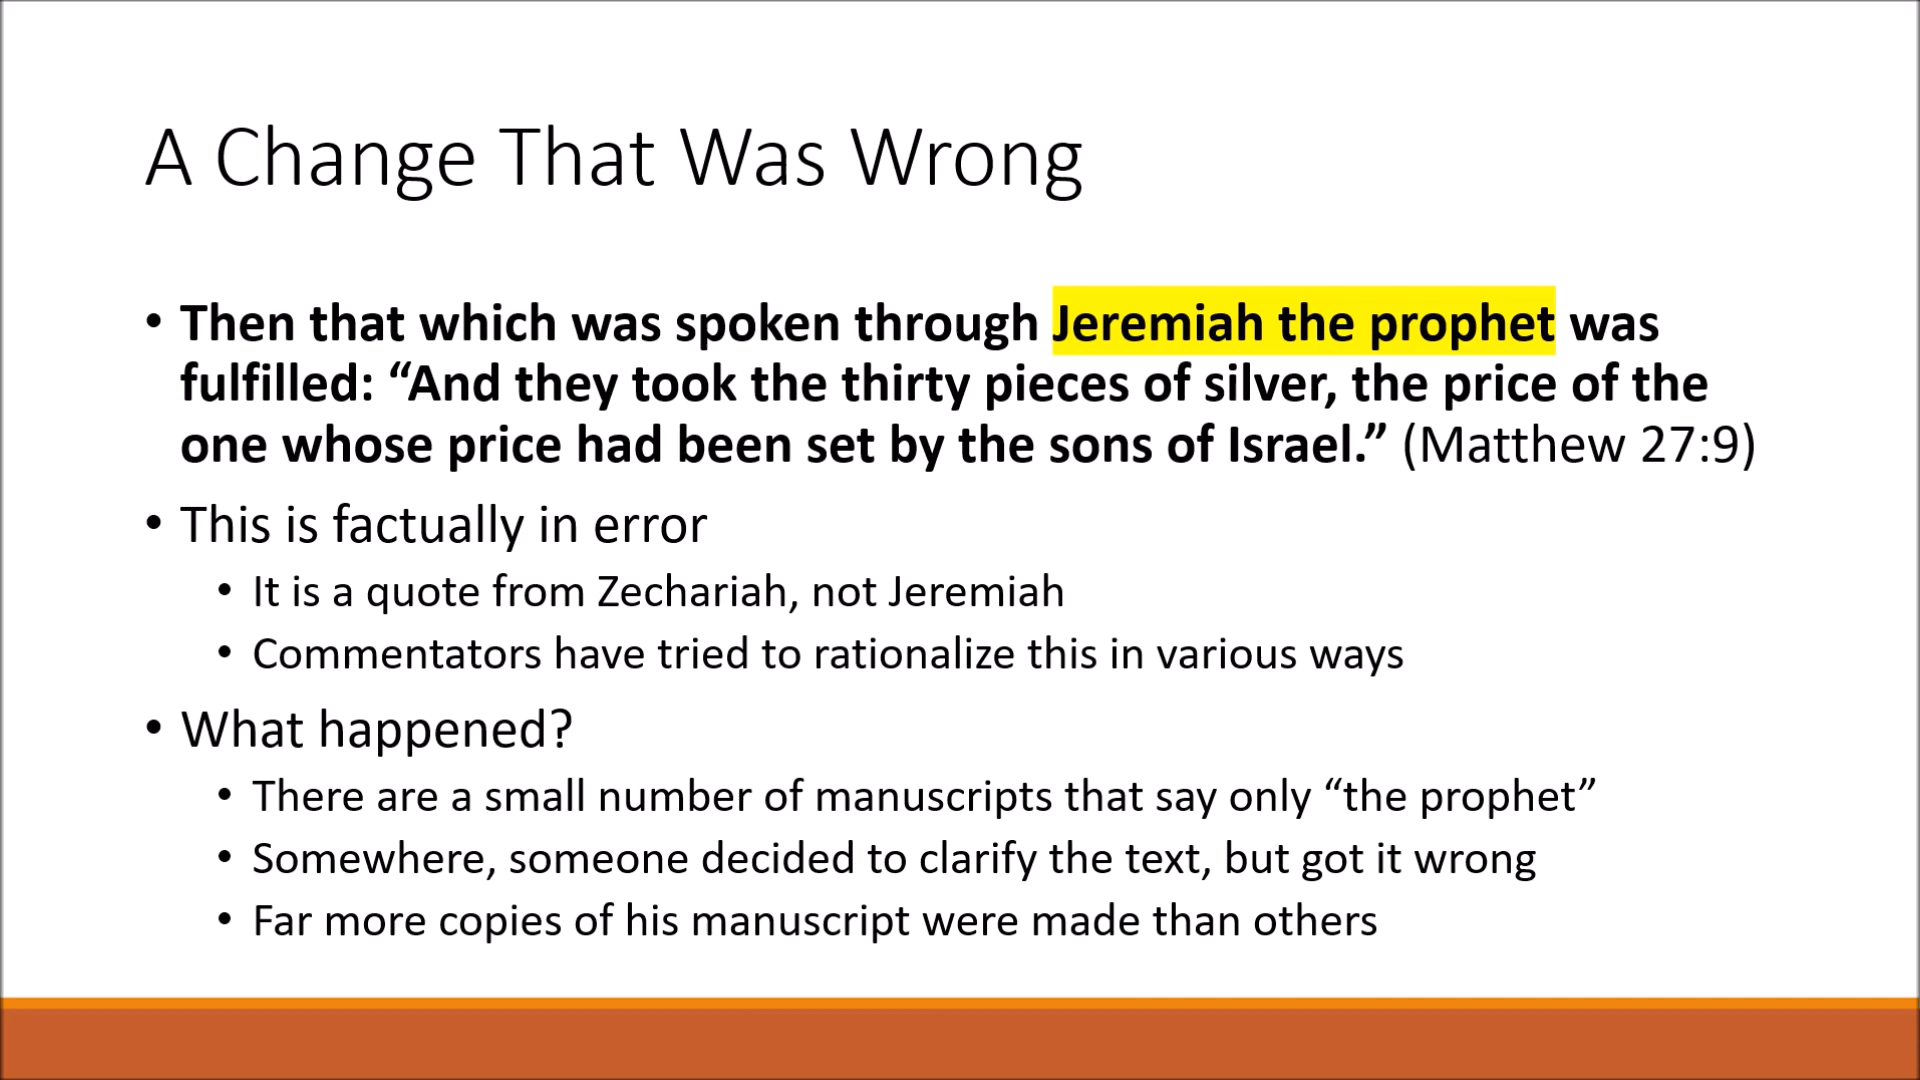 A Change That Was Wrong
• Then that which was spoken through Jeremiah the prophet was
fulfilled: “And they took the thirty pieces of silver, the price of the
one whose price had been set by the sons of Israel.” (Matthew 27:9)
• This is factually in error
• It is a quote from Zechariah, not Jeremiah
• Commentators have tried to rationalize this in various ways
• What happened?
• There are a small number of manuscripts that say only “the prophet”
• Somewhere, someone decided to clarify the text, but got it wrong
• Far more copies of his manuscript were made than others